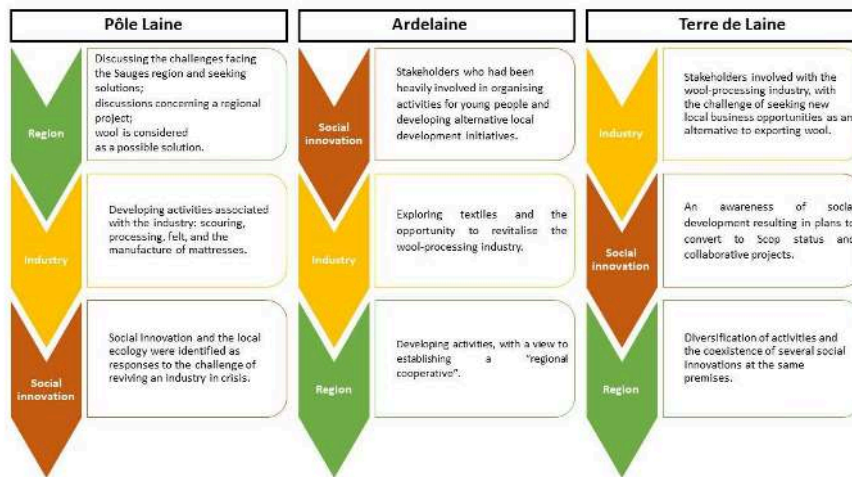 Pôle Laine
Region
Discussing the challenges facing
the Sauges region and seeking
solutions;
discussions concerning a regional
project;
wool is considered
as a possible solution.
Industry
Developing activities associated
with the industry: scouring,
processing, felt, and the
manufacture of mattresses.
Social
innovation
Social innovation and the local
ecology were identified as
responses to the challenge of
reviving an industry in crisis.
Ardelaine
Social
innovation
Stakeholders who had been
heavily involved in organising
activities for young people and
developing alternative local
development initiatives.
Industry
Exploring textiles and the
opportunity to revitalise the
wool-processing industry.
Region
Developing activities, with a view to
establishing a "regional
cooperative".
Terre de Laine
Industry
Stakeholders involved with the
wool-processing industry, with
the challenge of seeking new
local business opportunities as an
alternative to exporting wool.
Social
innovation
An awareness of social
development resulting in plans to
convert to Scop status and
collaborative projects.
Region
Diversification of activities and
the coexistence of several social
innovations at the same
premises.